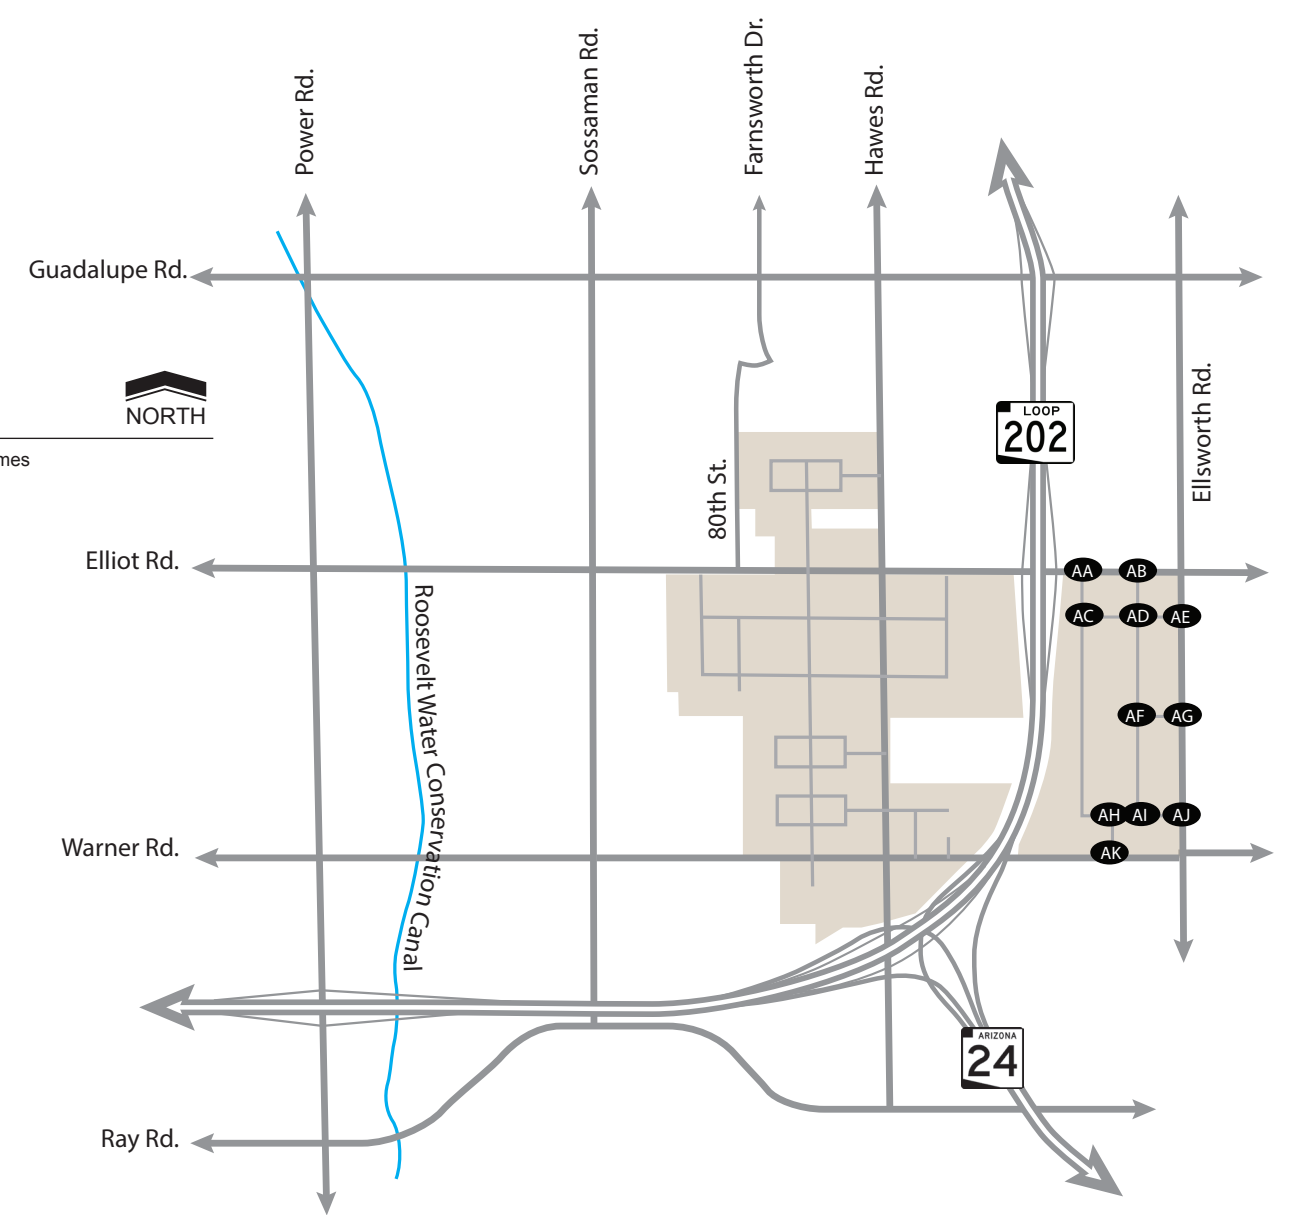 Power Rd.
Sossaman Rd.
Farnsworth Dr.
Hawes Rd.
Guadalupe Rd.
NORTH
mes
LOOP
202
Ellsworth Rd.
80th St.
Elliot Rd.
AA
AB
AC
AD
AE
Roosevelt Water Conservation Canal
AF
AG
AH
AI
AJ
Warner Rd.
AK
ARIZONA
24
Ray Rd.